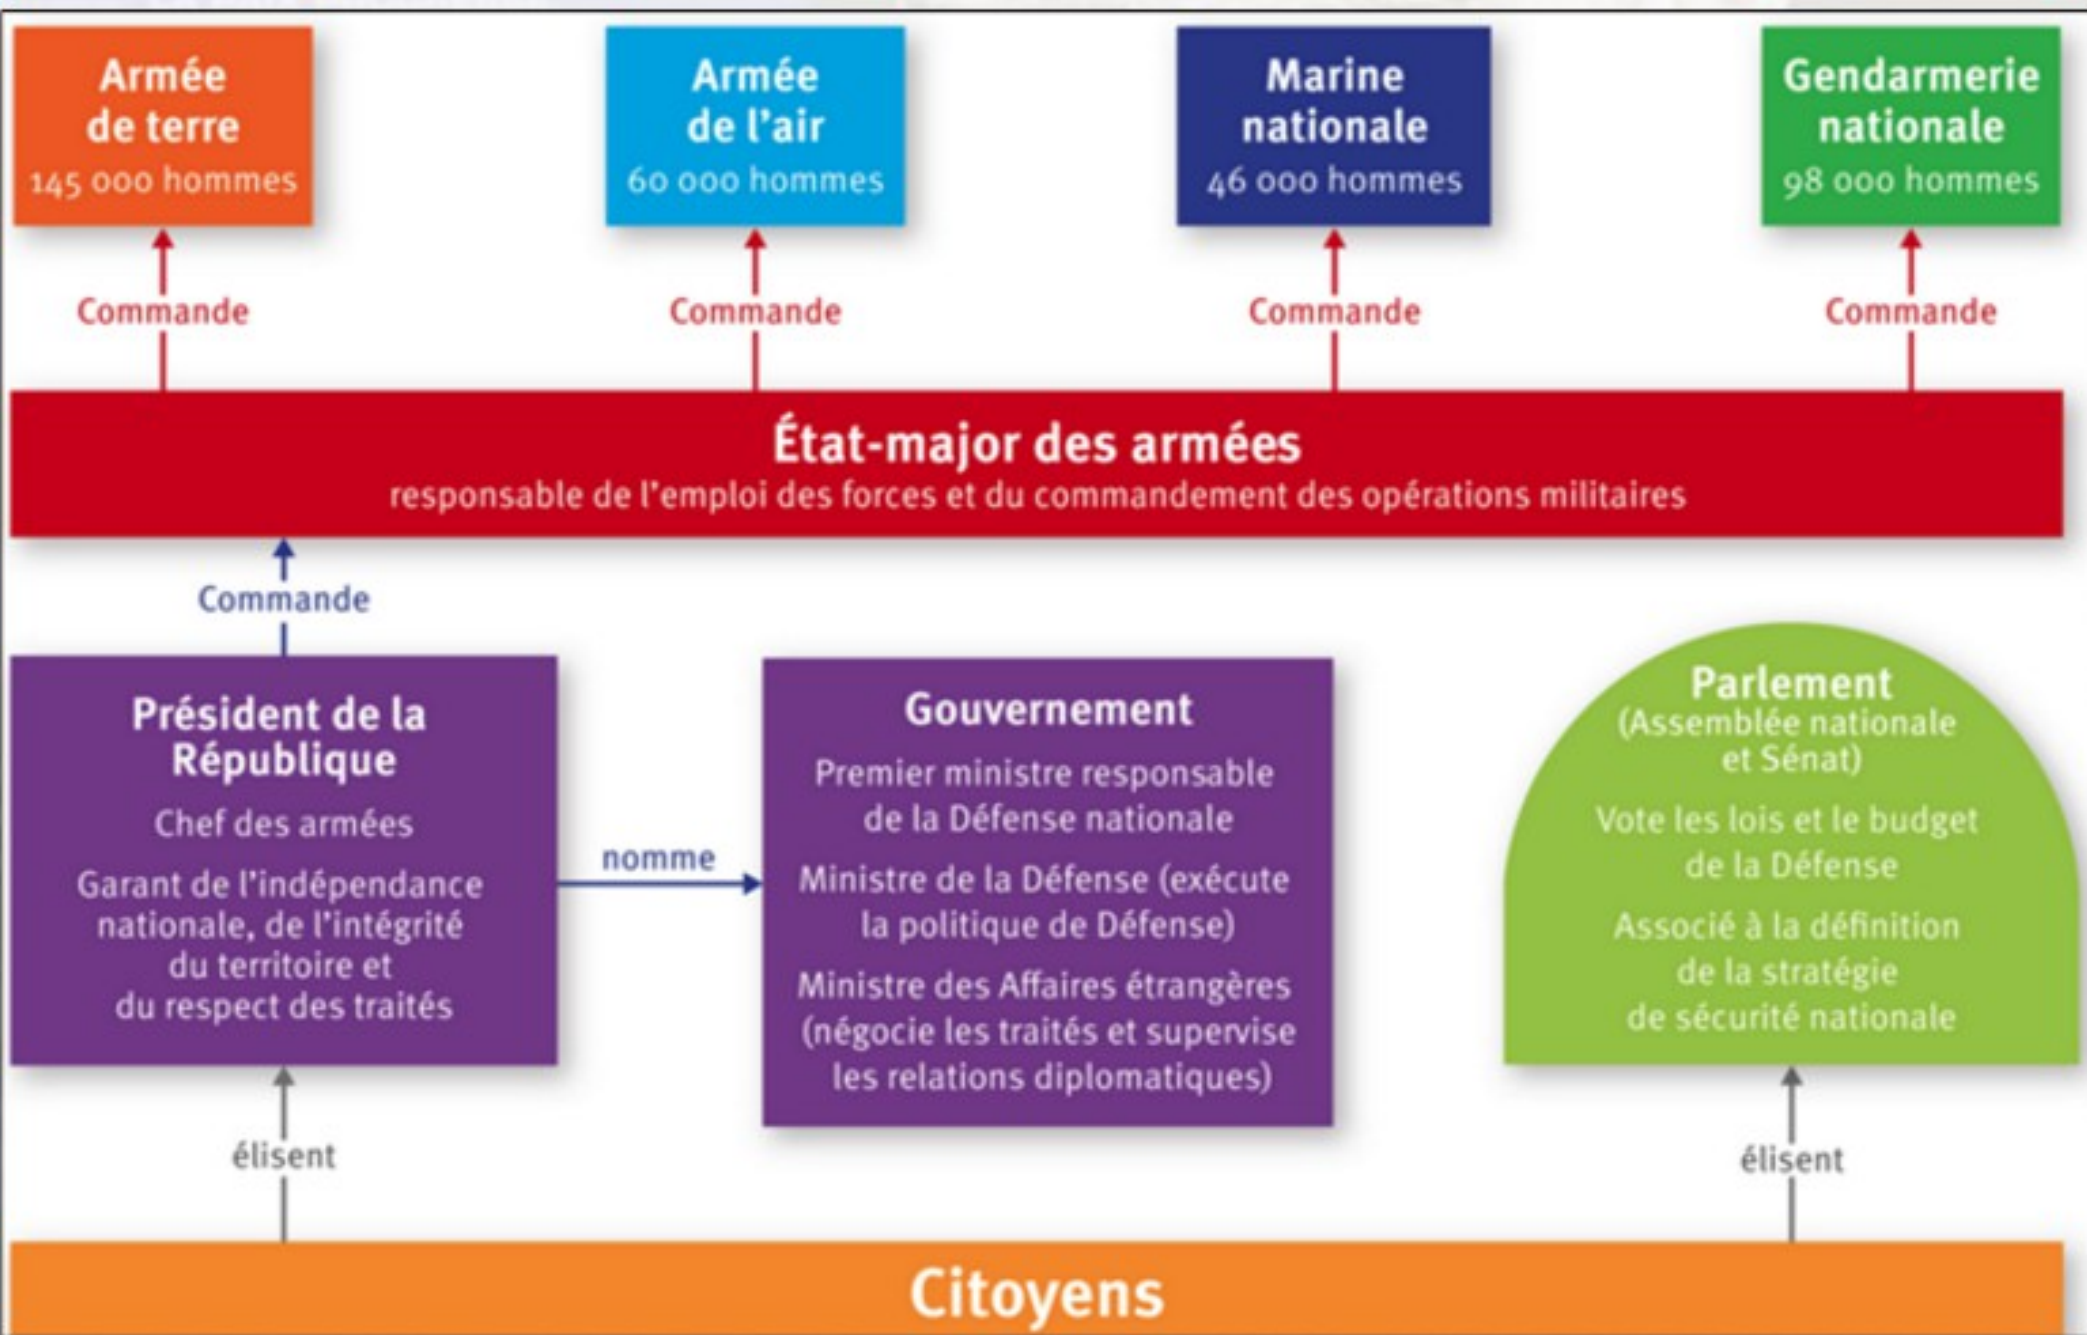 Armée
de terre
145 000 hommes
Armée
de l'air
60 000 hommes
Marine
nationale
46 000 hommes
Gendarmerie
nationale
98 000 hommes
Commande
Commande
Commande
Commande
État-major des armées
responsable de l'emploi des forces et du commandement des opérations militaires
Commande
Président de la
République
Chef des armées
Garant de l'indépendance
nationale, de l'intégrité
du territoire et
du respect des traités
nomme
Gouvernement
Premier ministre responsable
de la Défense nationale
Ministre de la Défense (exécute
la politique de Défense)
Ministre des Affaires étrangères
(négocie les traités et supervise
les relations diplomatiques)
Parlement
(Assemblée nationale
et Sénat)
Vote les lois et le budget
de la Défense
Associé à la définition
de la stratégie
de sécurité nationale
élisent
élisent
Citoyens